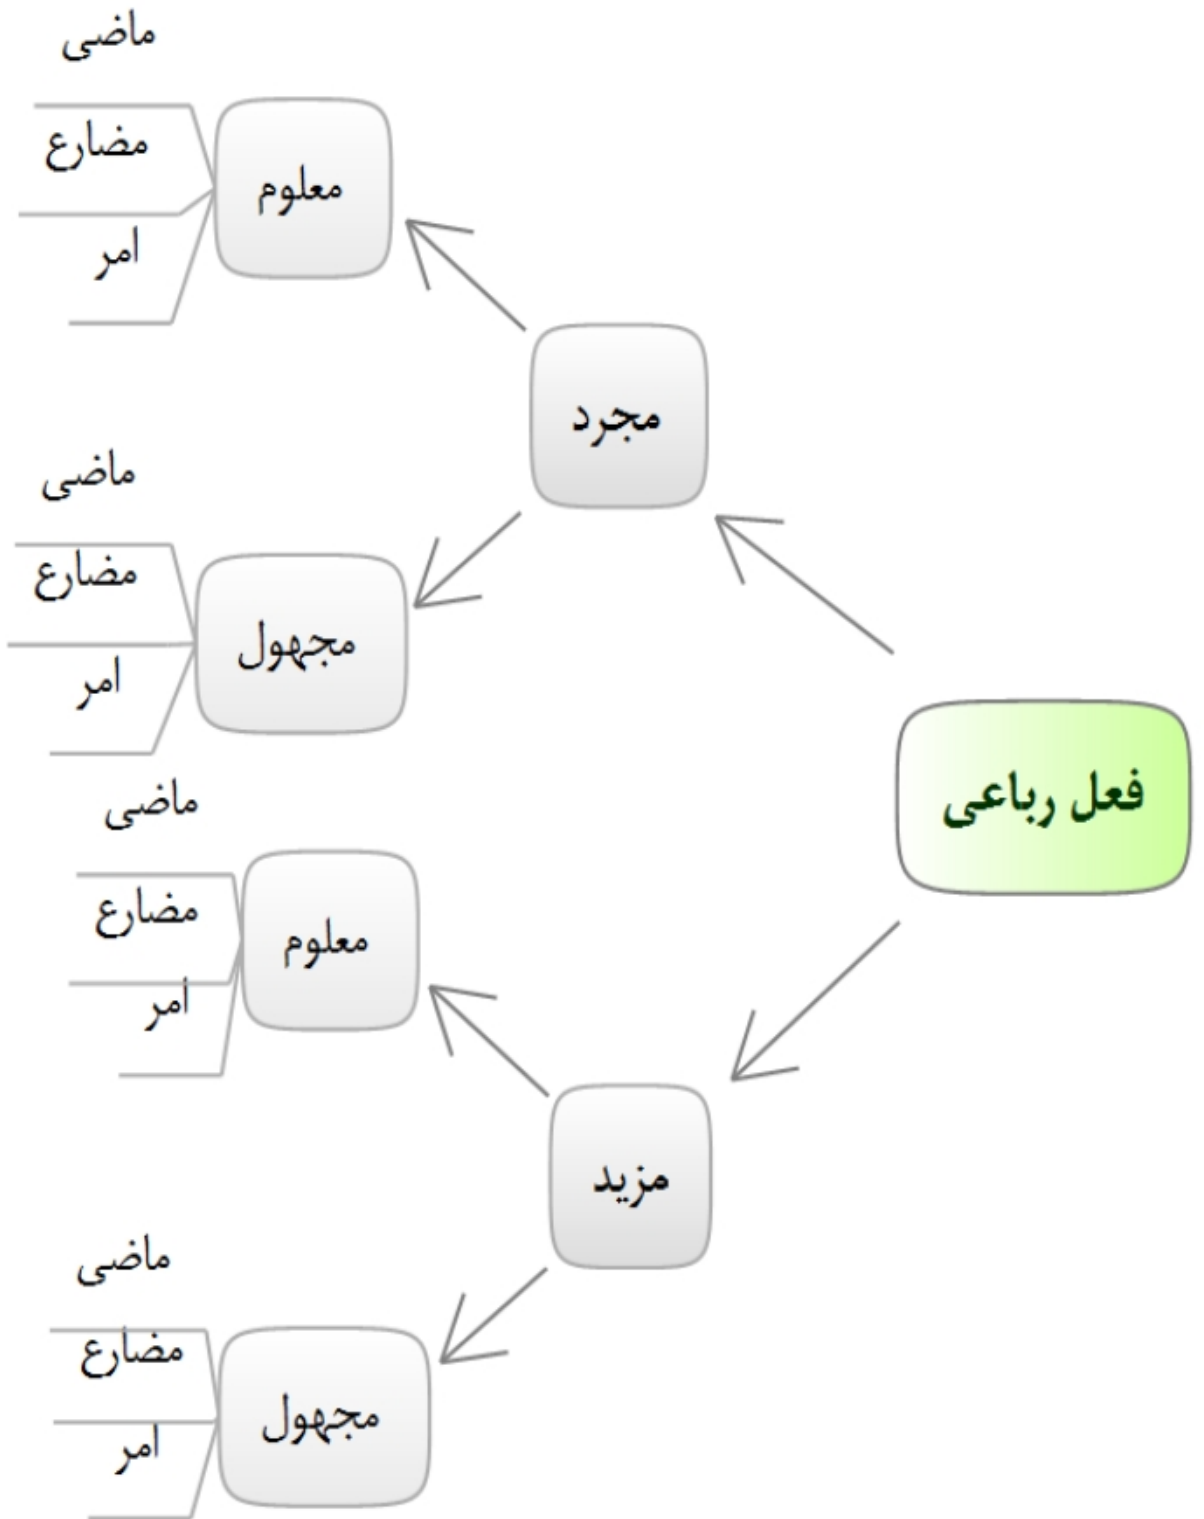 فعل رباعی
مجرد
معلوم
ماضی
مضارع
امر
مجهول
ماضی
مضارع
امر
مزید
معلوم
ماضی
مضارع
امر
مجهول
ماضی
مضارع
امر